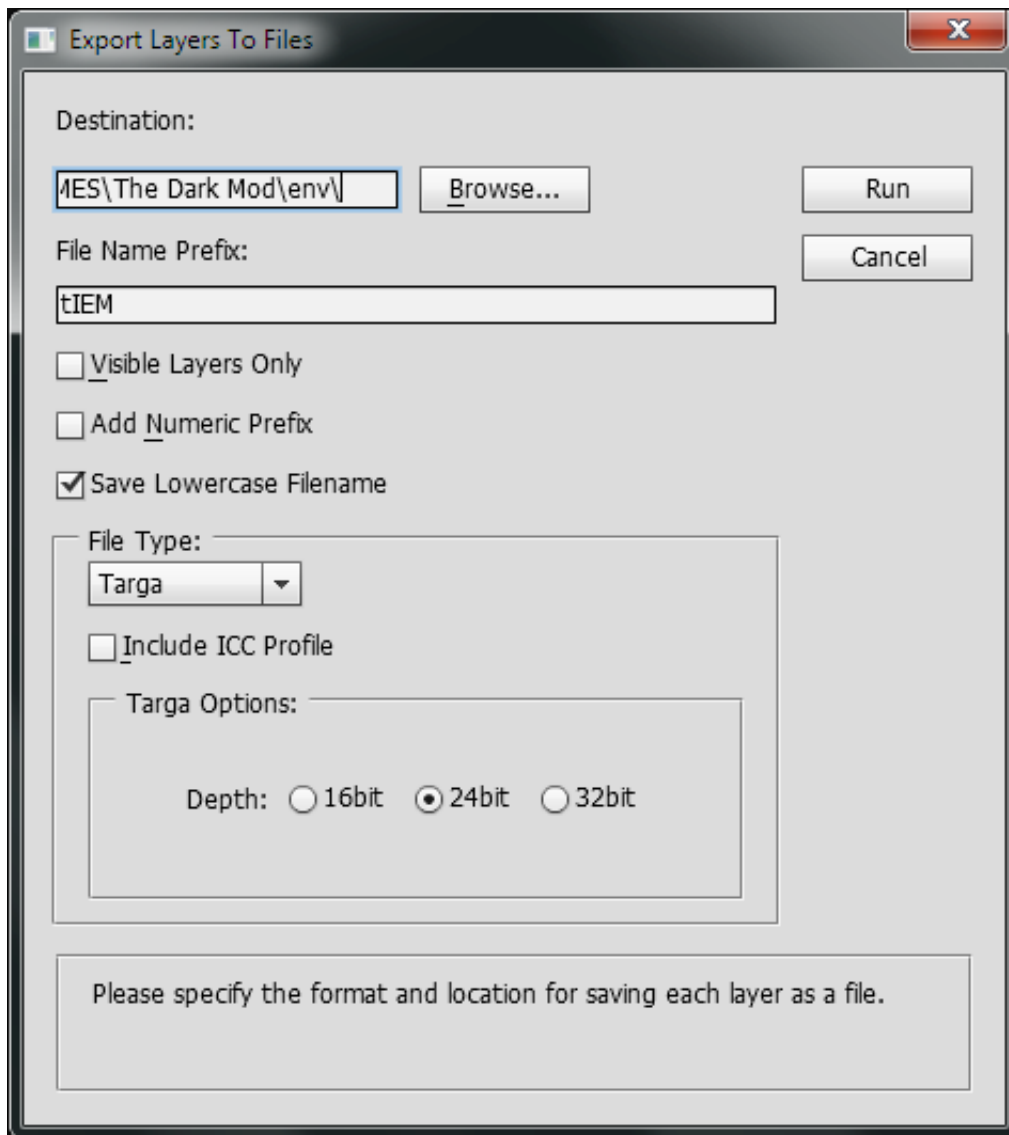 Export Layers To Files
Destination:
MES\The Dark Mod\env\
Browse...
Run
File Name Prefix:
Cancel
tIEM
Visible Layers Only
Add Numeric Prefix
Save Lowercase Filename
File Type:
Targa
Include ICC Profile
Targa Options:
Depth: 16bit 24bit 32bit
Please specify the format and location for saving each layer as a file.